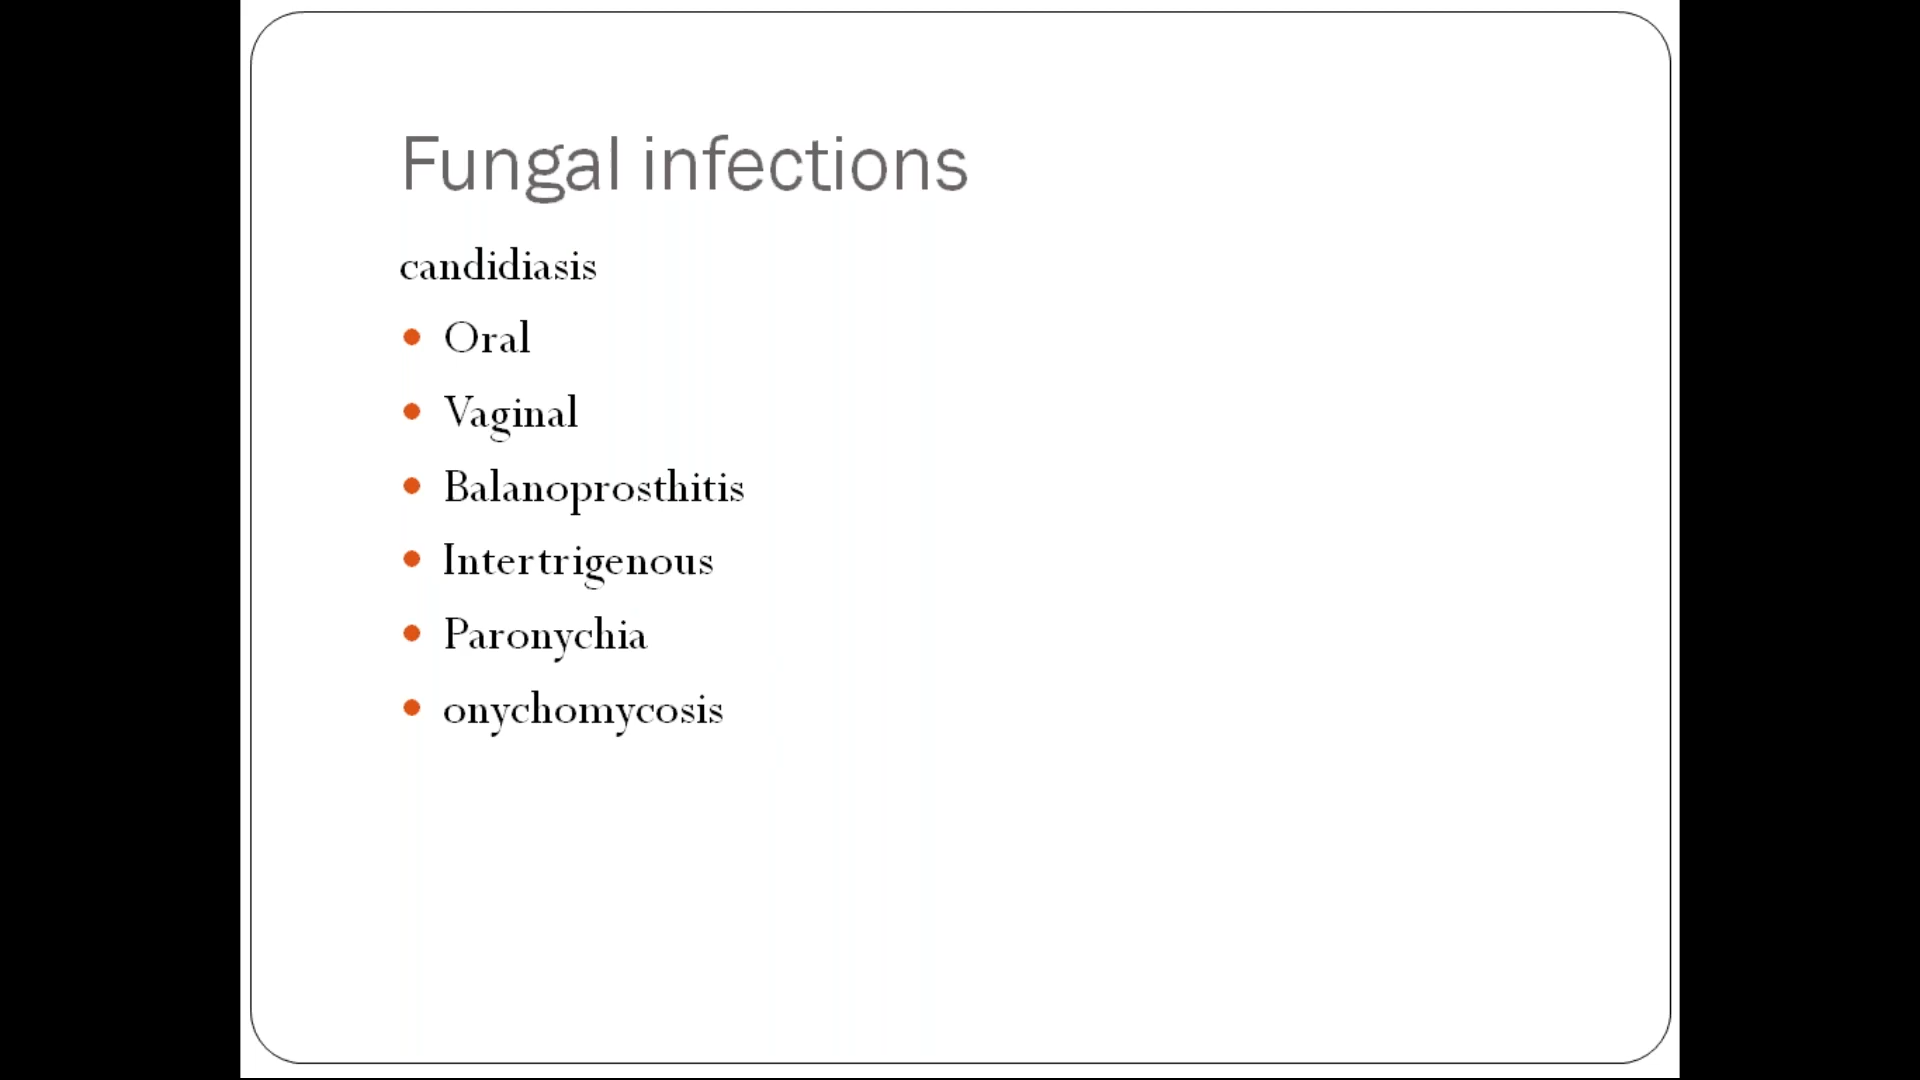 Fungal infections
candidiasis
• Oral
• Vaginal
• Balanoprosthitis
• Intertrigenous
• Paronychia
• onychomycosis